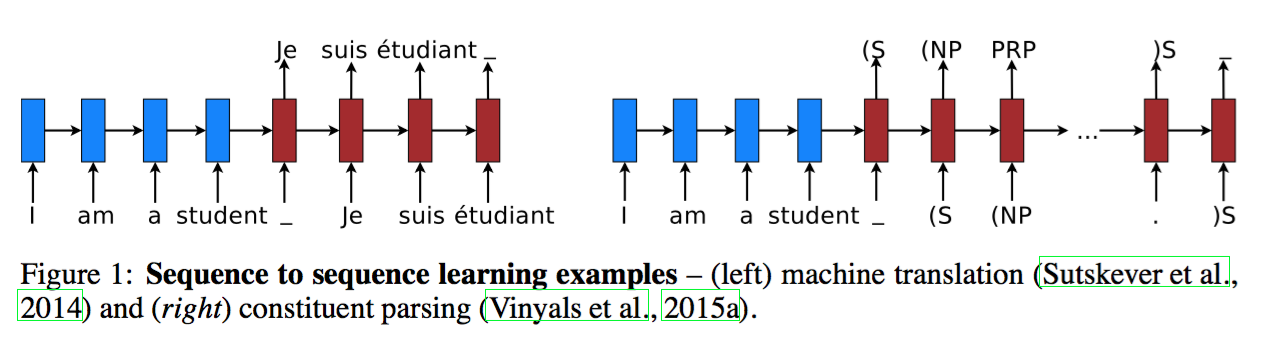 Je suis étudiant _ (S (NP PRP )S _
...
I am a student _ Je suis étudiant I am a student _ (S (NP . )S
Figure 1: Sequence to sequence learning examples – (left) machine translation (Sutskever et al.,
2014) and (right) constituent parsing (Vinyals et al., 2015a).